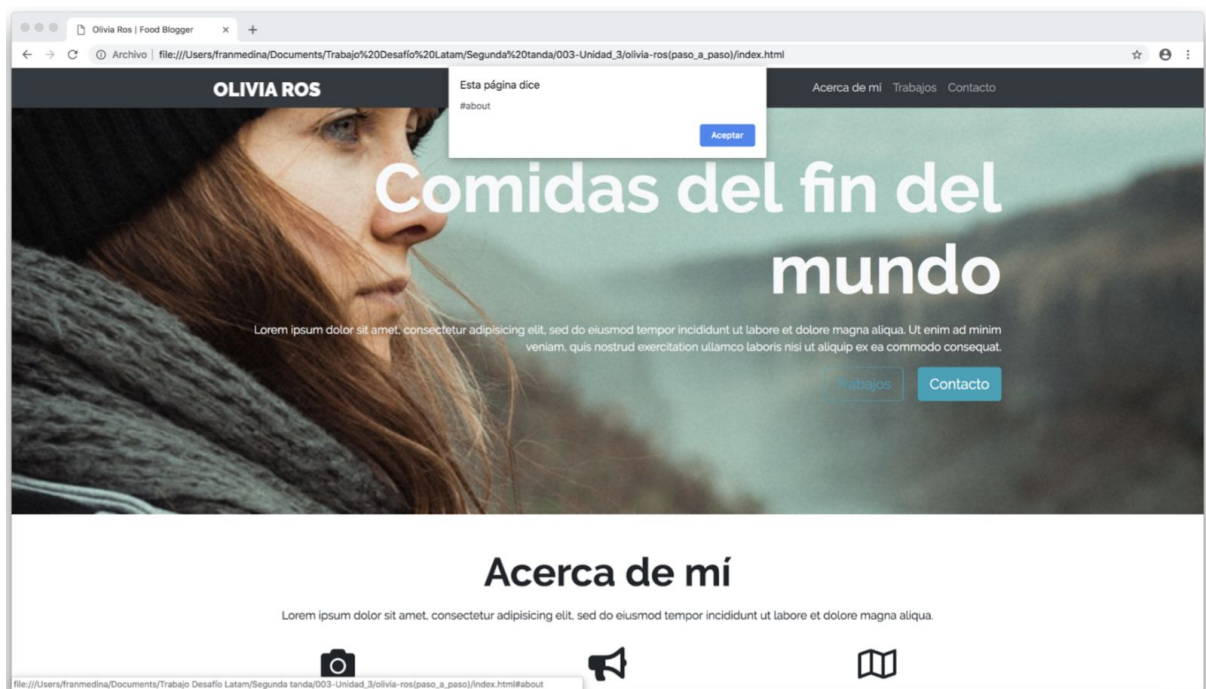 Olivia Ros | Food Blogger
Archivo | file:///Users/franmedina/Documents/Trabajo%20Desafío%20Latam/Segunda%20tanda/003-Unidad_3/olivia-ros(paso_a_paso)/index.html
OLIVIA ROS
Acerca de mí Trabajos Contacto
Esta página dice
#about
Aceptar
Comidas del fin del
mundo
Lorem ipsum dolor sit amet, consectetur adipisicing elit, sed do eiusmod tempor incididunt ut labore et dolore magna aliqua. Ut enim ad minim
veniam, quis nostrud exercitation ullamco laboris nisi ut aliquip ex ea commodo consequat.
Trabajos Contacto
Acerca de mí
Lorem ipsum dolor sit amet, consectetur adipisicing elit, sed do eiusmod tempor incididunt ut labore et dolore magna aliqua.
file:///Users/franmedina/Documents/Trabajo Desafío Latam/Segunda tanda/003-Unidad_3/olivia-ros(paso_a_paso)/index.html#about